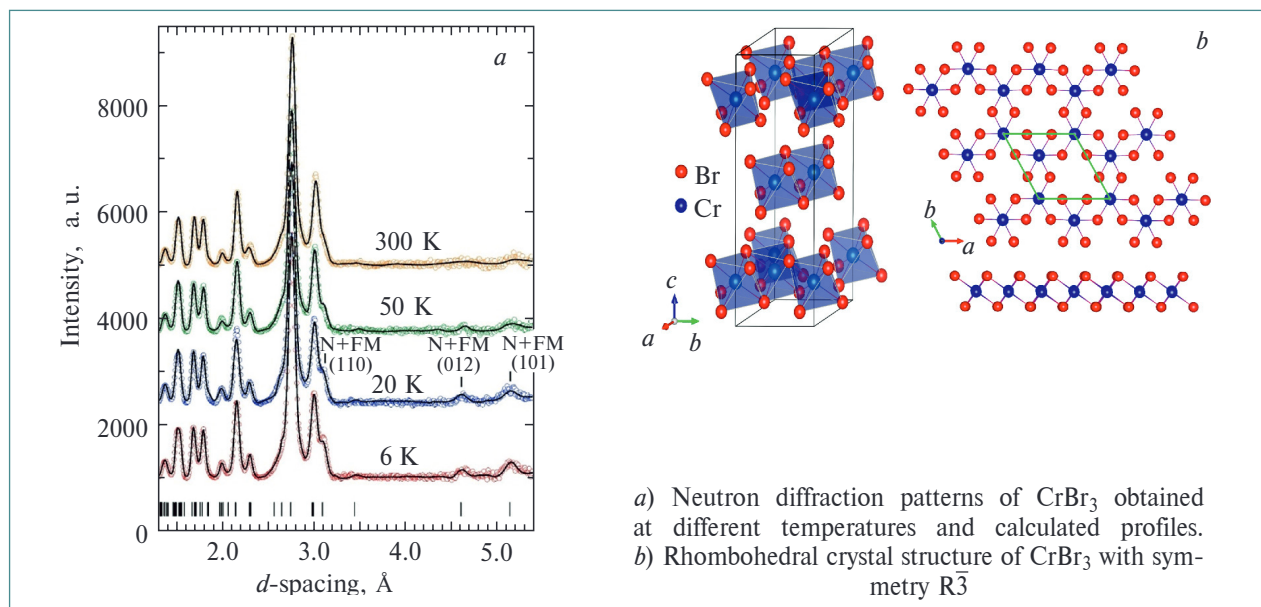 a
8000
6000
4000
2000
Intensity, a. u.
300 K
50 K
N+FM
(110)
N+FM
(012)
N+FM
(101)
20 K
6 K
2.0 3.0 4.0 5.0
d-spacing, Å
b
Br
Cr
c
a
b
b
a
a) Neutron diffraction patterns of CrBr₃ obtained
at different temperatures and calculated profiles.
b) Rhombohedral crystal structure of CrBr₃ with sym-
metry R3̅